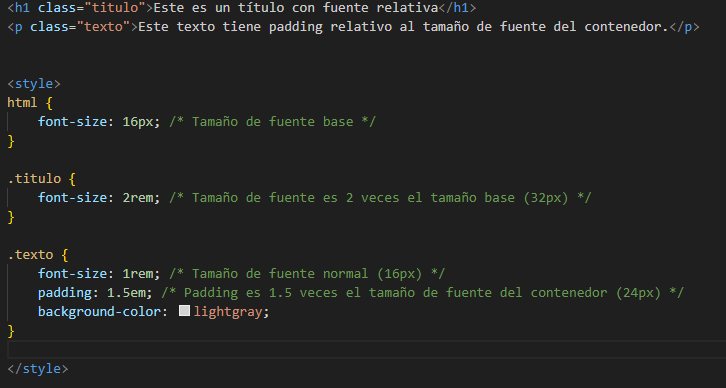 <h1 class="titulo">Este es un título con fuente relativa</h1>
<p class="texto">Este texto tiene padding relativo al tamaño de fuente del contenedor.</p>
<style>
html {
font-size: 16px; /* Tamaño de fuente base */
}
.titulo {
font-size: 2rem; /* Tamaño de fuente es 2 veces el tamaño base (32px) */
}
.texto {
font-size: 1rem; /* Tamaño de fuente normal (16px) */
padding: 1.5em; /* Padding es 1.5 veces el tamaño de fuente del contenedor (24px) */
background-color: lightgray;
}
</style>